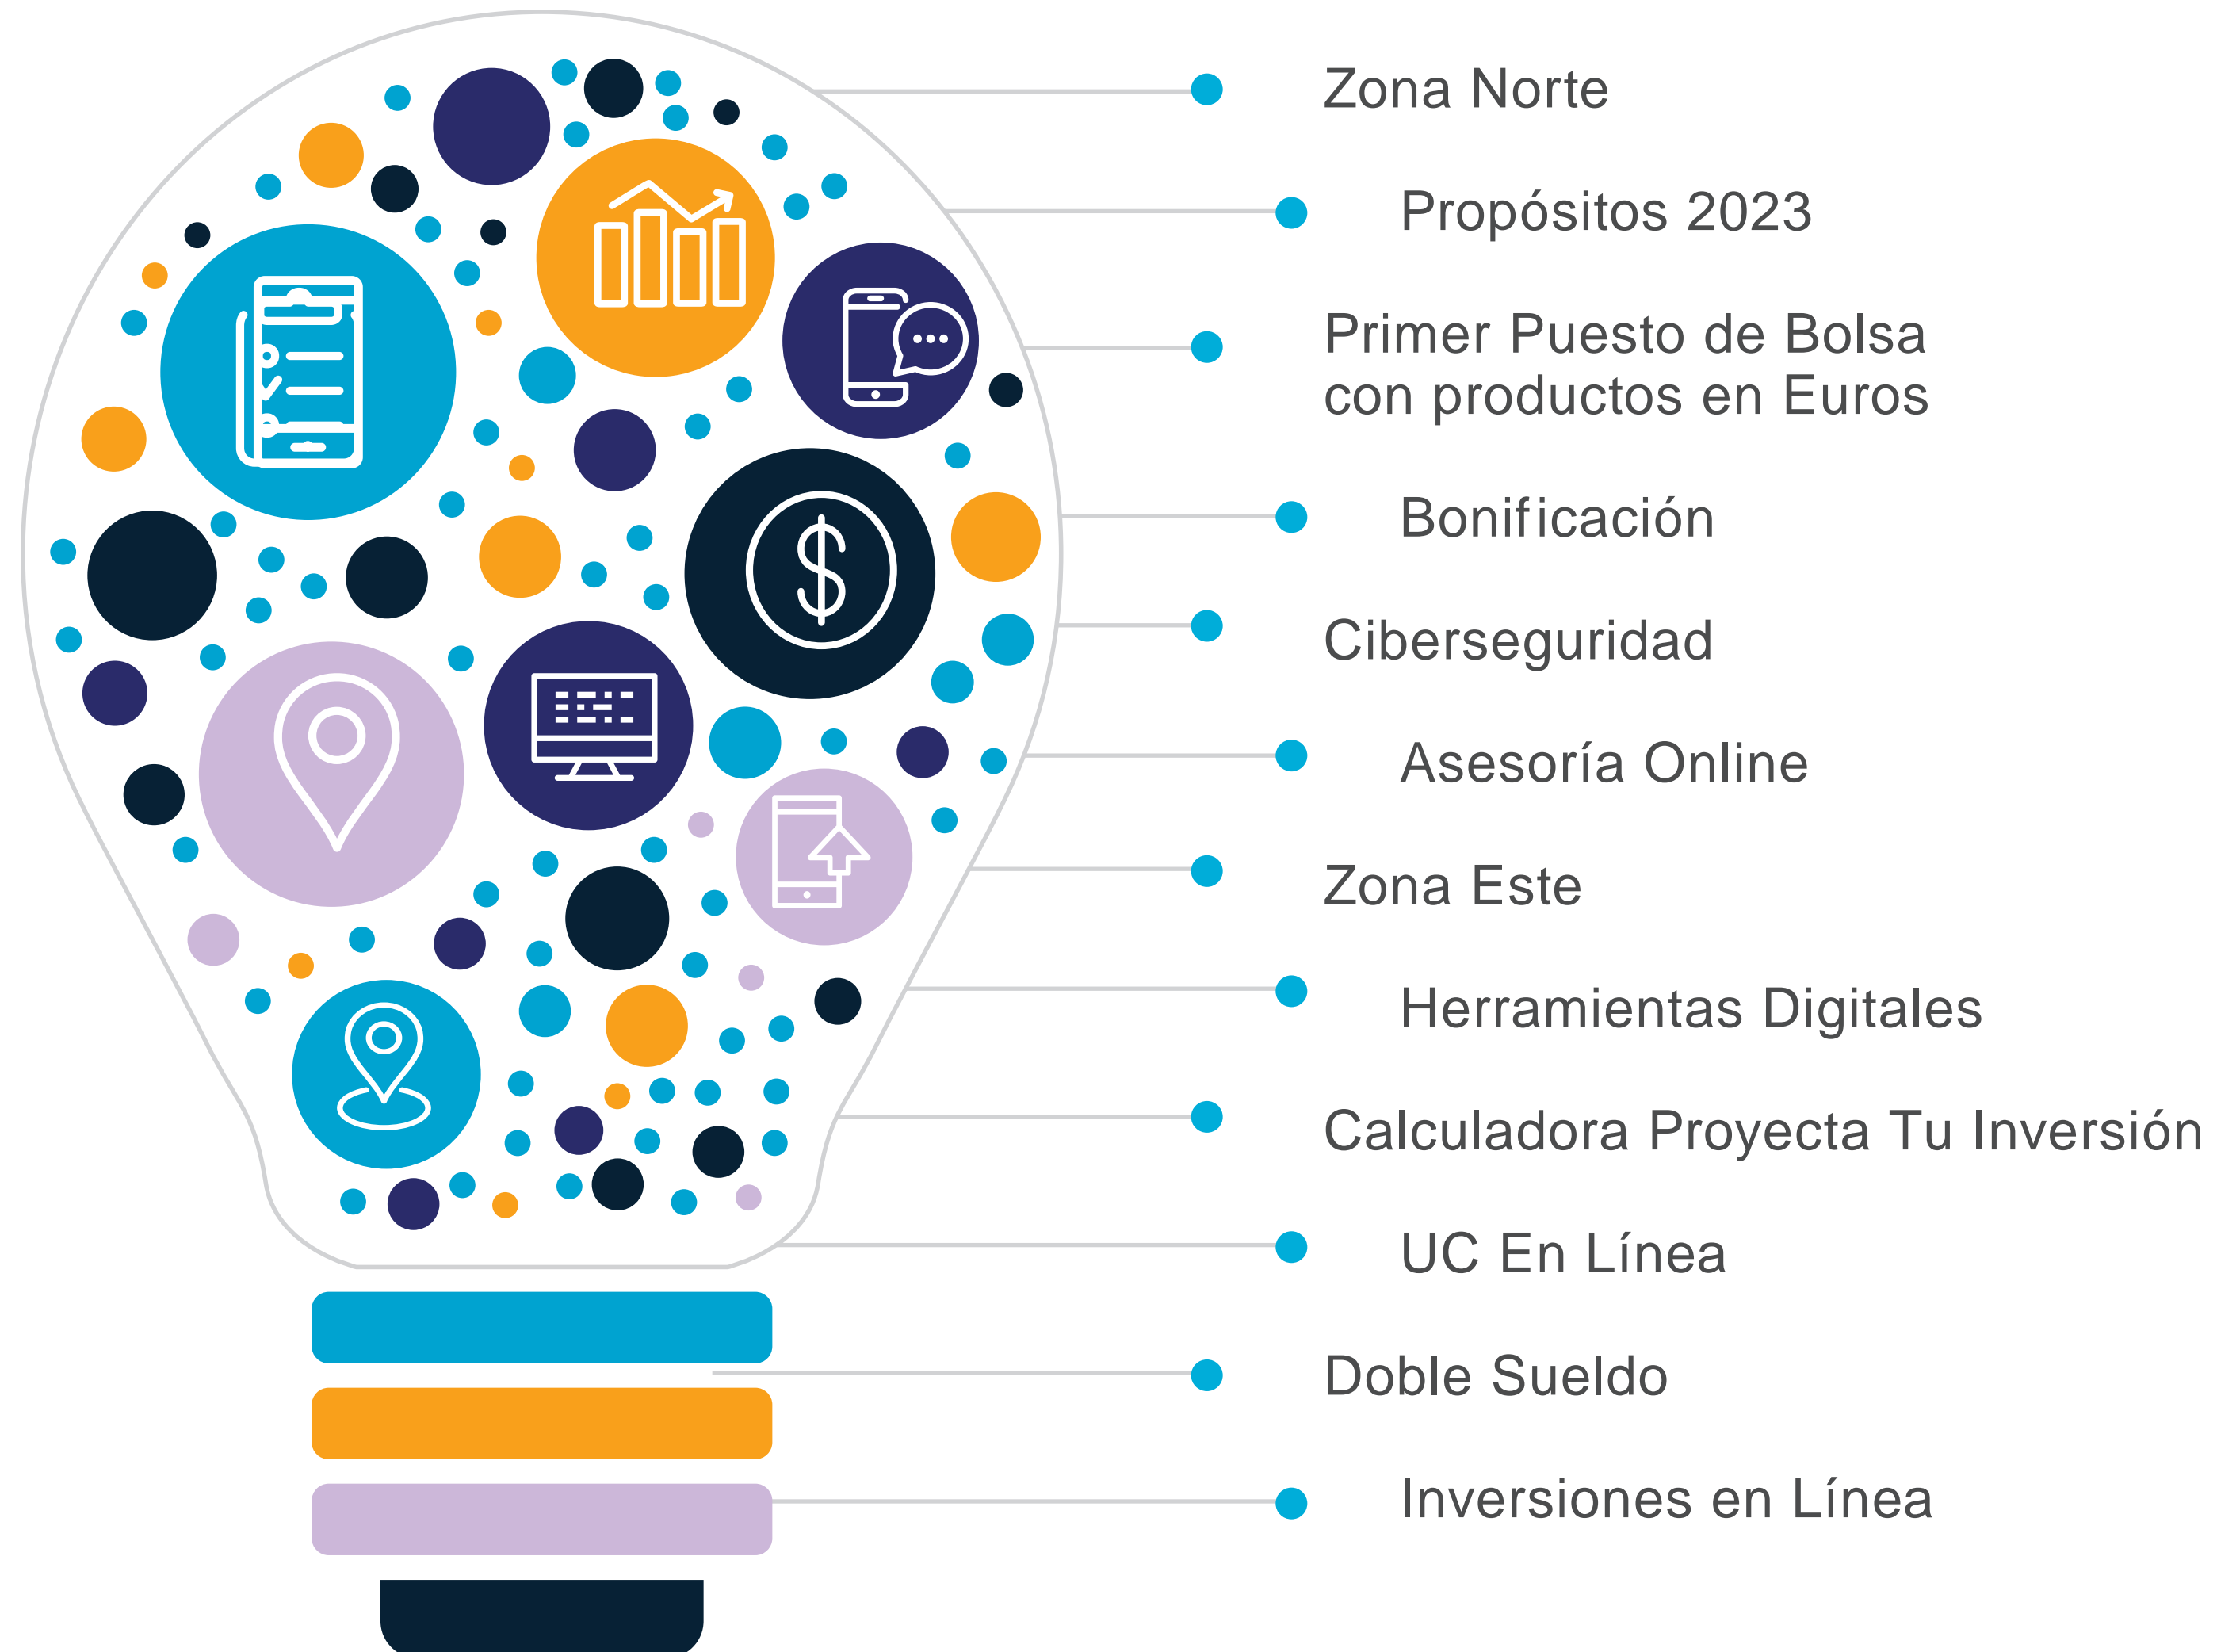 Zona Norte
Propósitos 2023
Primer Puesto de Bolsa
con productos en Euros
Bonificación
Ciberseguridad
Asesoría Online
Zona Este
Herramientas Digitales
Calculadora Proyecta Tu Inversión
UC En Línea
Doble Sueldo
Inversiones en Línea